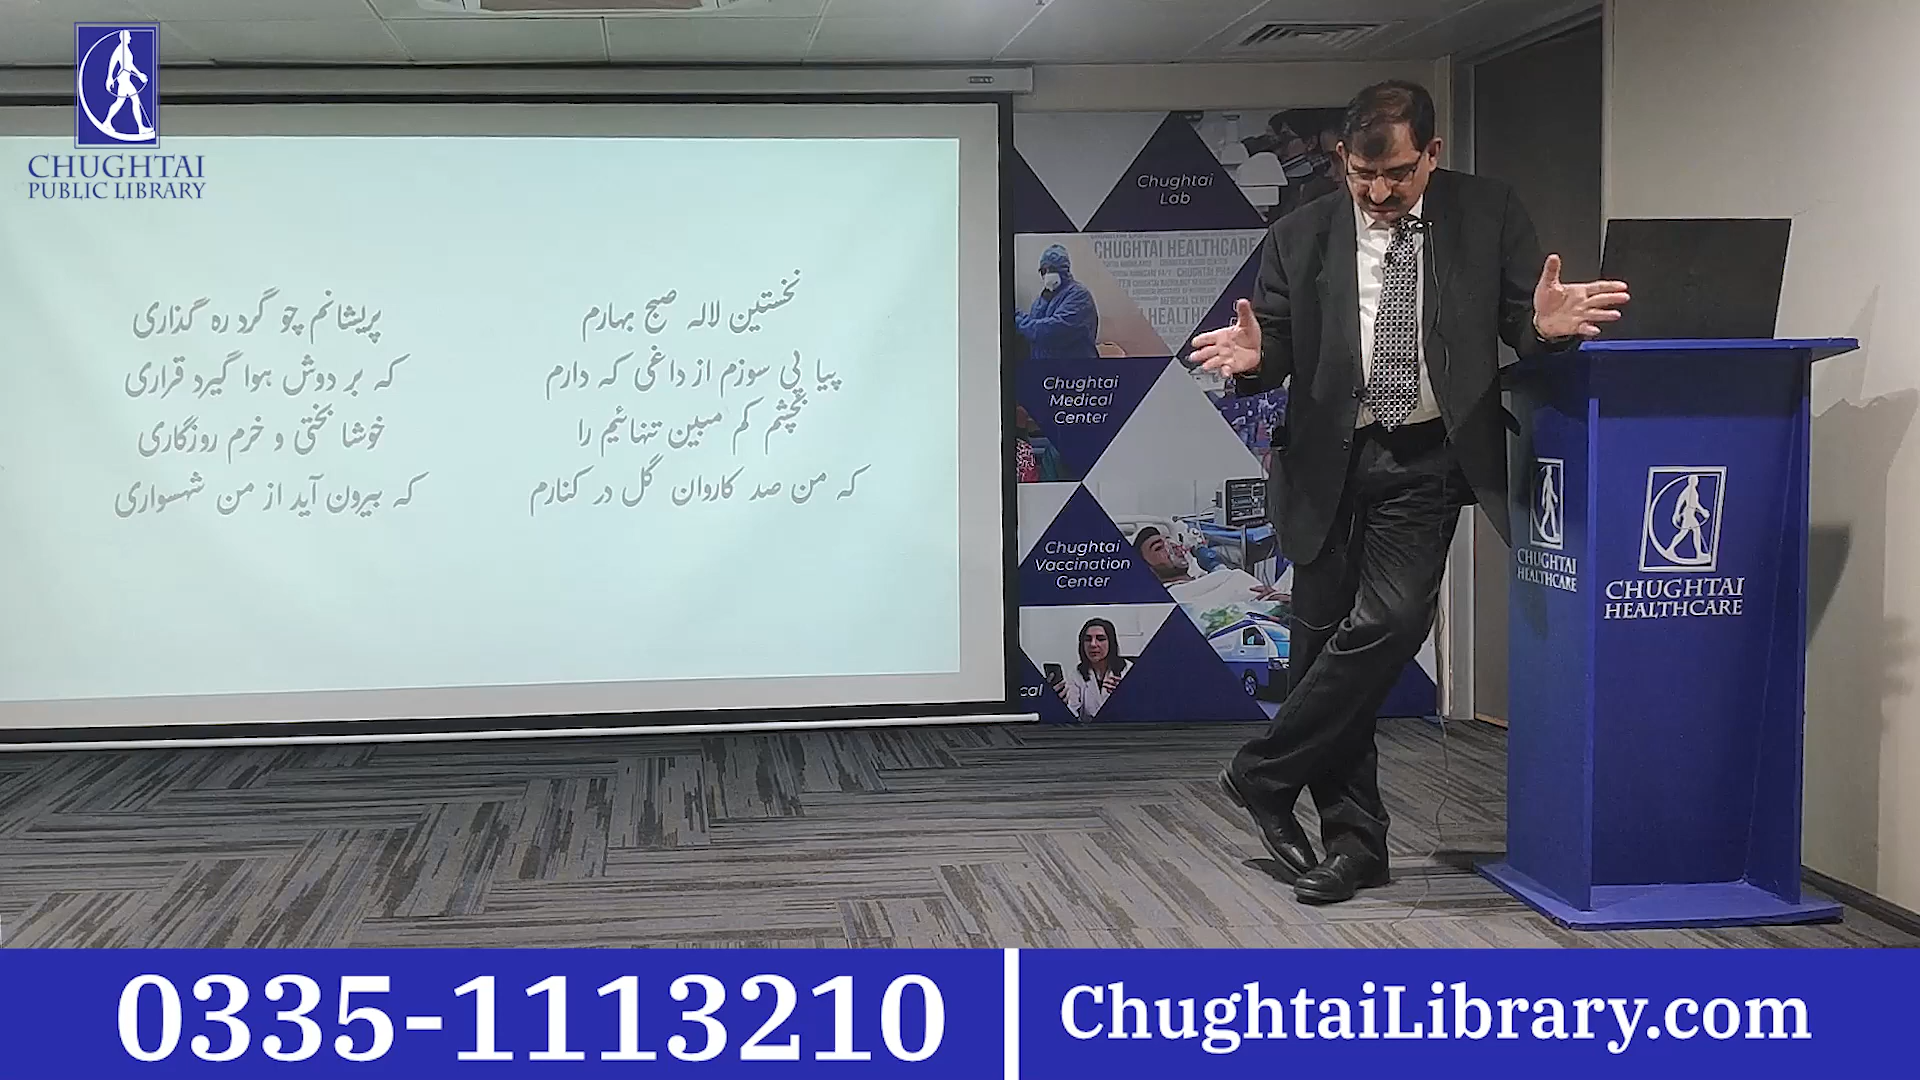 CHUGHTAI
PUBLIC LIBRARY
نخستین لالہ صبح بہارم
پیا پی سوزم از داغی کہ دارم
بچشم کم مبین تنہائیم را
کہ من صد کاروان گل در کنارم
پریشانم چو گرد رہ گذاری
کہ بر دوش ہوا گیرد قراری
خوشا بختی و خرم روزگاری
کہ بیرون آید از من شہسواری
Chughtai
Lab
CHUGHTAI HEALTHCARE
Chughtai
Medical
Center
Chughtai
Vaccination
Center
cal
CHUGHTAI
HEALTHCARE
CHUGHTAI
HEALTHCARE
0335-1113210
ChughtaiLibrary.com